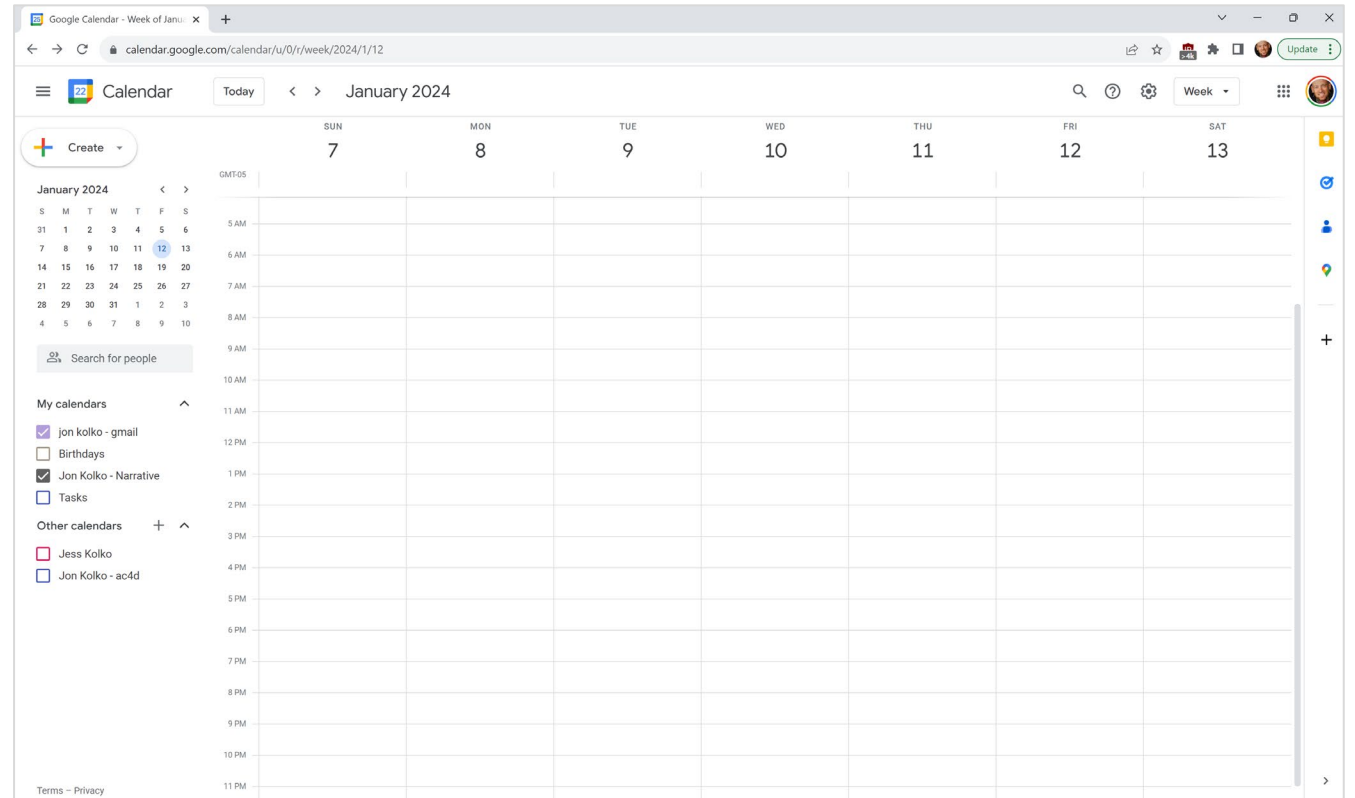 Google Calendar - Week of Janua
calendar.google.com/calendar/u/0/r/week/2024/1/12
Update
22 Calendar Today January 2024 Week
Create
SUN MON TUE WED THU FRI SAT
7 8 9 10 11 12 13
GMT-05
January 2024
S M T W T F S
31 1 2 3 4 5 6
7 8 9 10 11 12 13
14 15 16 17 18 19 20
21 22 23 24 25 26 27
28 29 30 31 1 2 3
4 5 6 7 8 9 10
Search for people
My calendars
jon kolko - gmail
Birthdays
Jon Kolko - Narrative
Tasks
Other calendars
Jess Kolko
Jon Kolko - ac4d
Terms – Privacy
5 AM
6 AM
7 AM
8 AM
9 AM
10 AM
11 AM
12 PM
1 PM
2 PM
3 PM
4 PM
5 PM
6 PM
7 PM
8 PM
9 PM
10 PM
11 PM